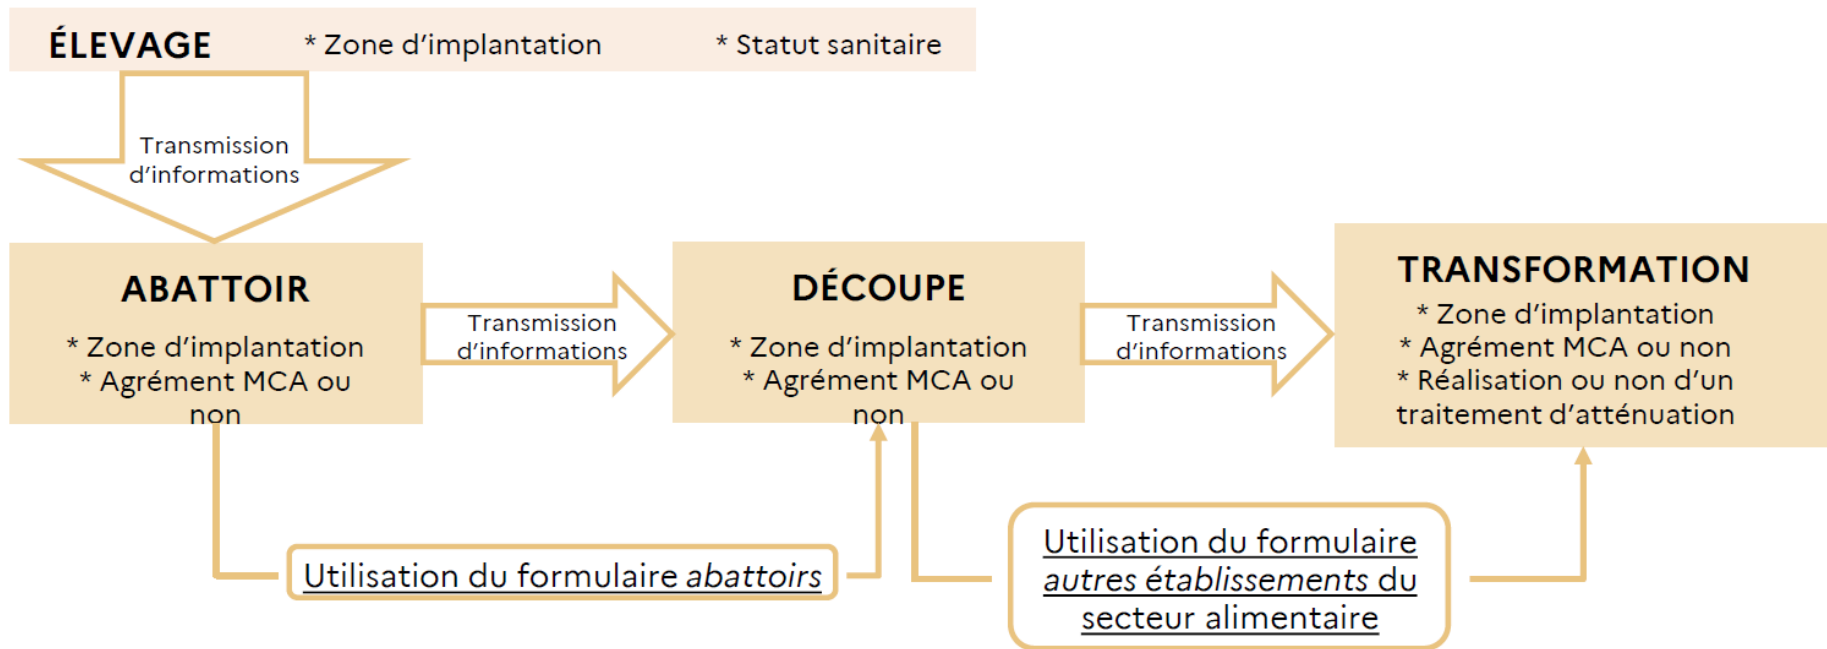 ÉLEVAGE * Zone d'implantation * Statut sanitaire
Transmission
d'informations
ABATTOIR
* Zone d'implantation
* Agrément MCA ou
non
Transmission
d'informations
DÉCOUPE
* Zone d'implantation
* Agrément MCA ou
non
Transmission
d'informations
TRANSFORMATION
* Zone d'implantation
* Agrément MCA ou non
* Réalisation ou non d'un
traitement d'atténuation
Utilisation du formulaire abattoirs
Utilisation du formulaire
autres établissements du
secteur alimentaire